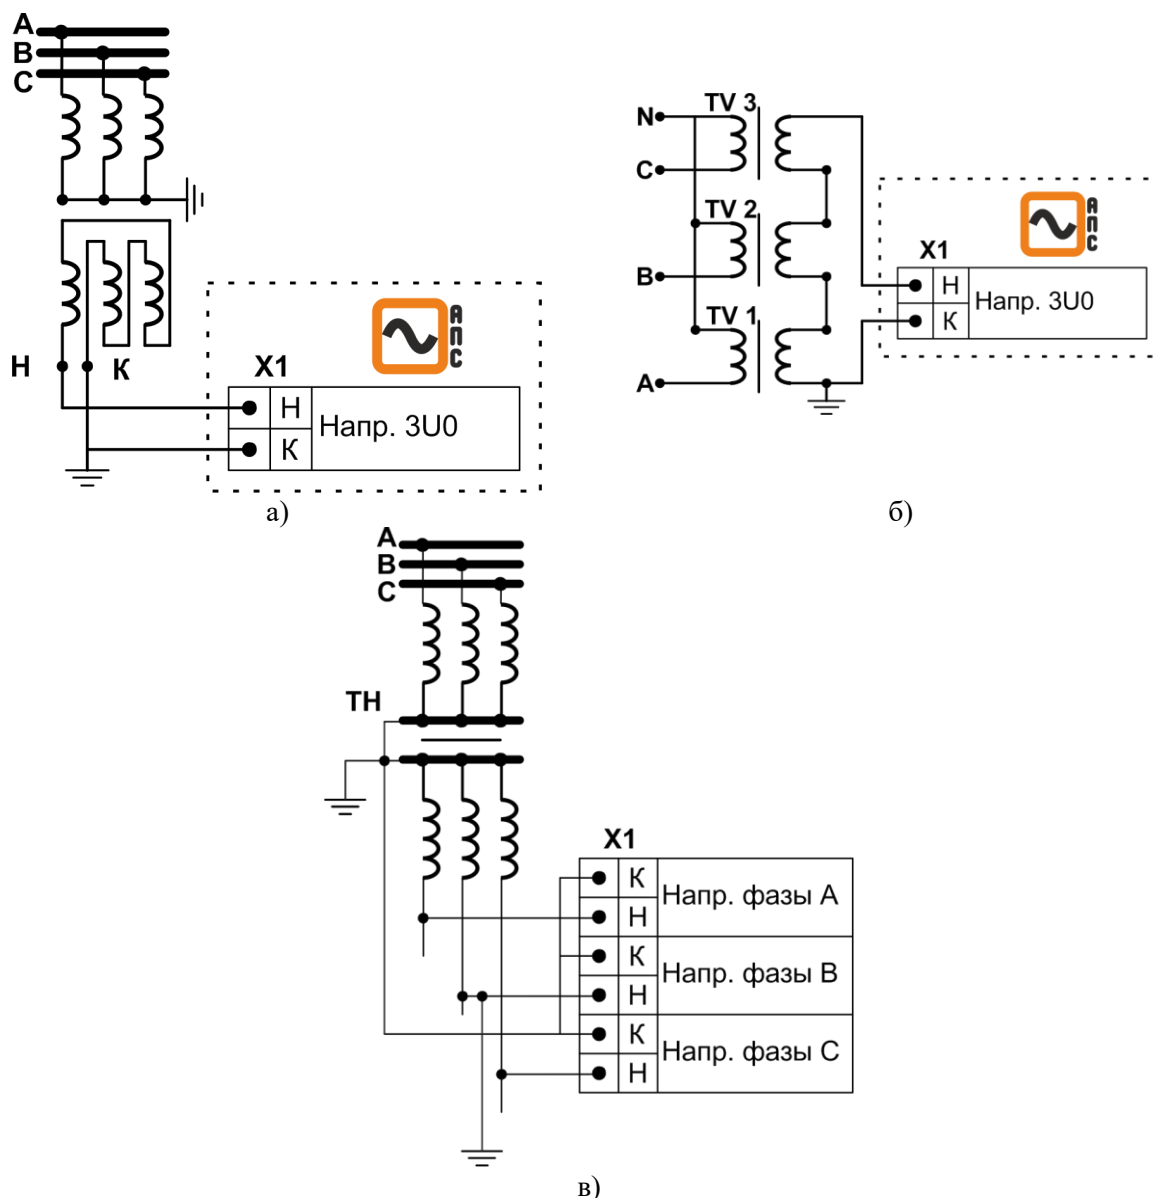 A
B
C
Н
К
X1
Н
К
Напр. 3U0
АПС
а)
N
C
B
A
TV 3
TV 2
TV 1
X1
Н
К
Напр. 3U0
АПС
б)
A
B
C
ТН
X1
К
Н
Напр. фазы А
К
Н
Напр. фазы В
К
Н
Напр. фазы С
в)